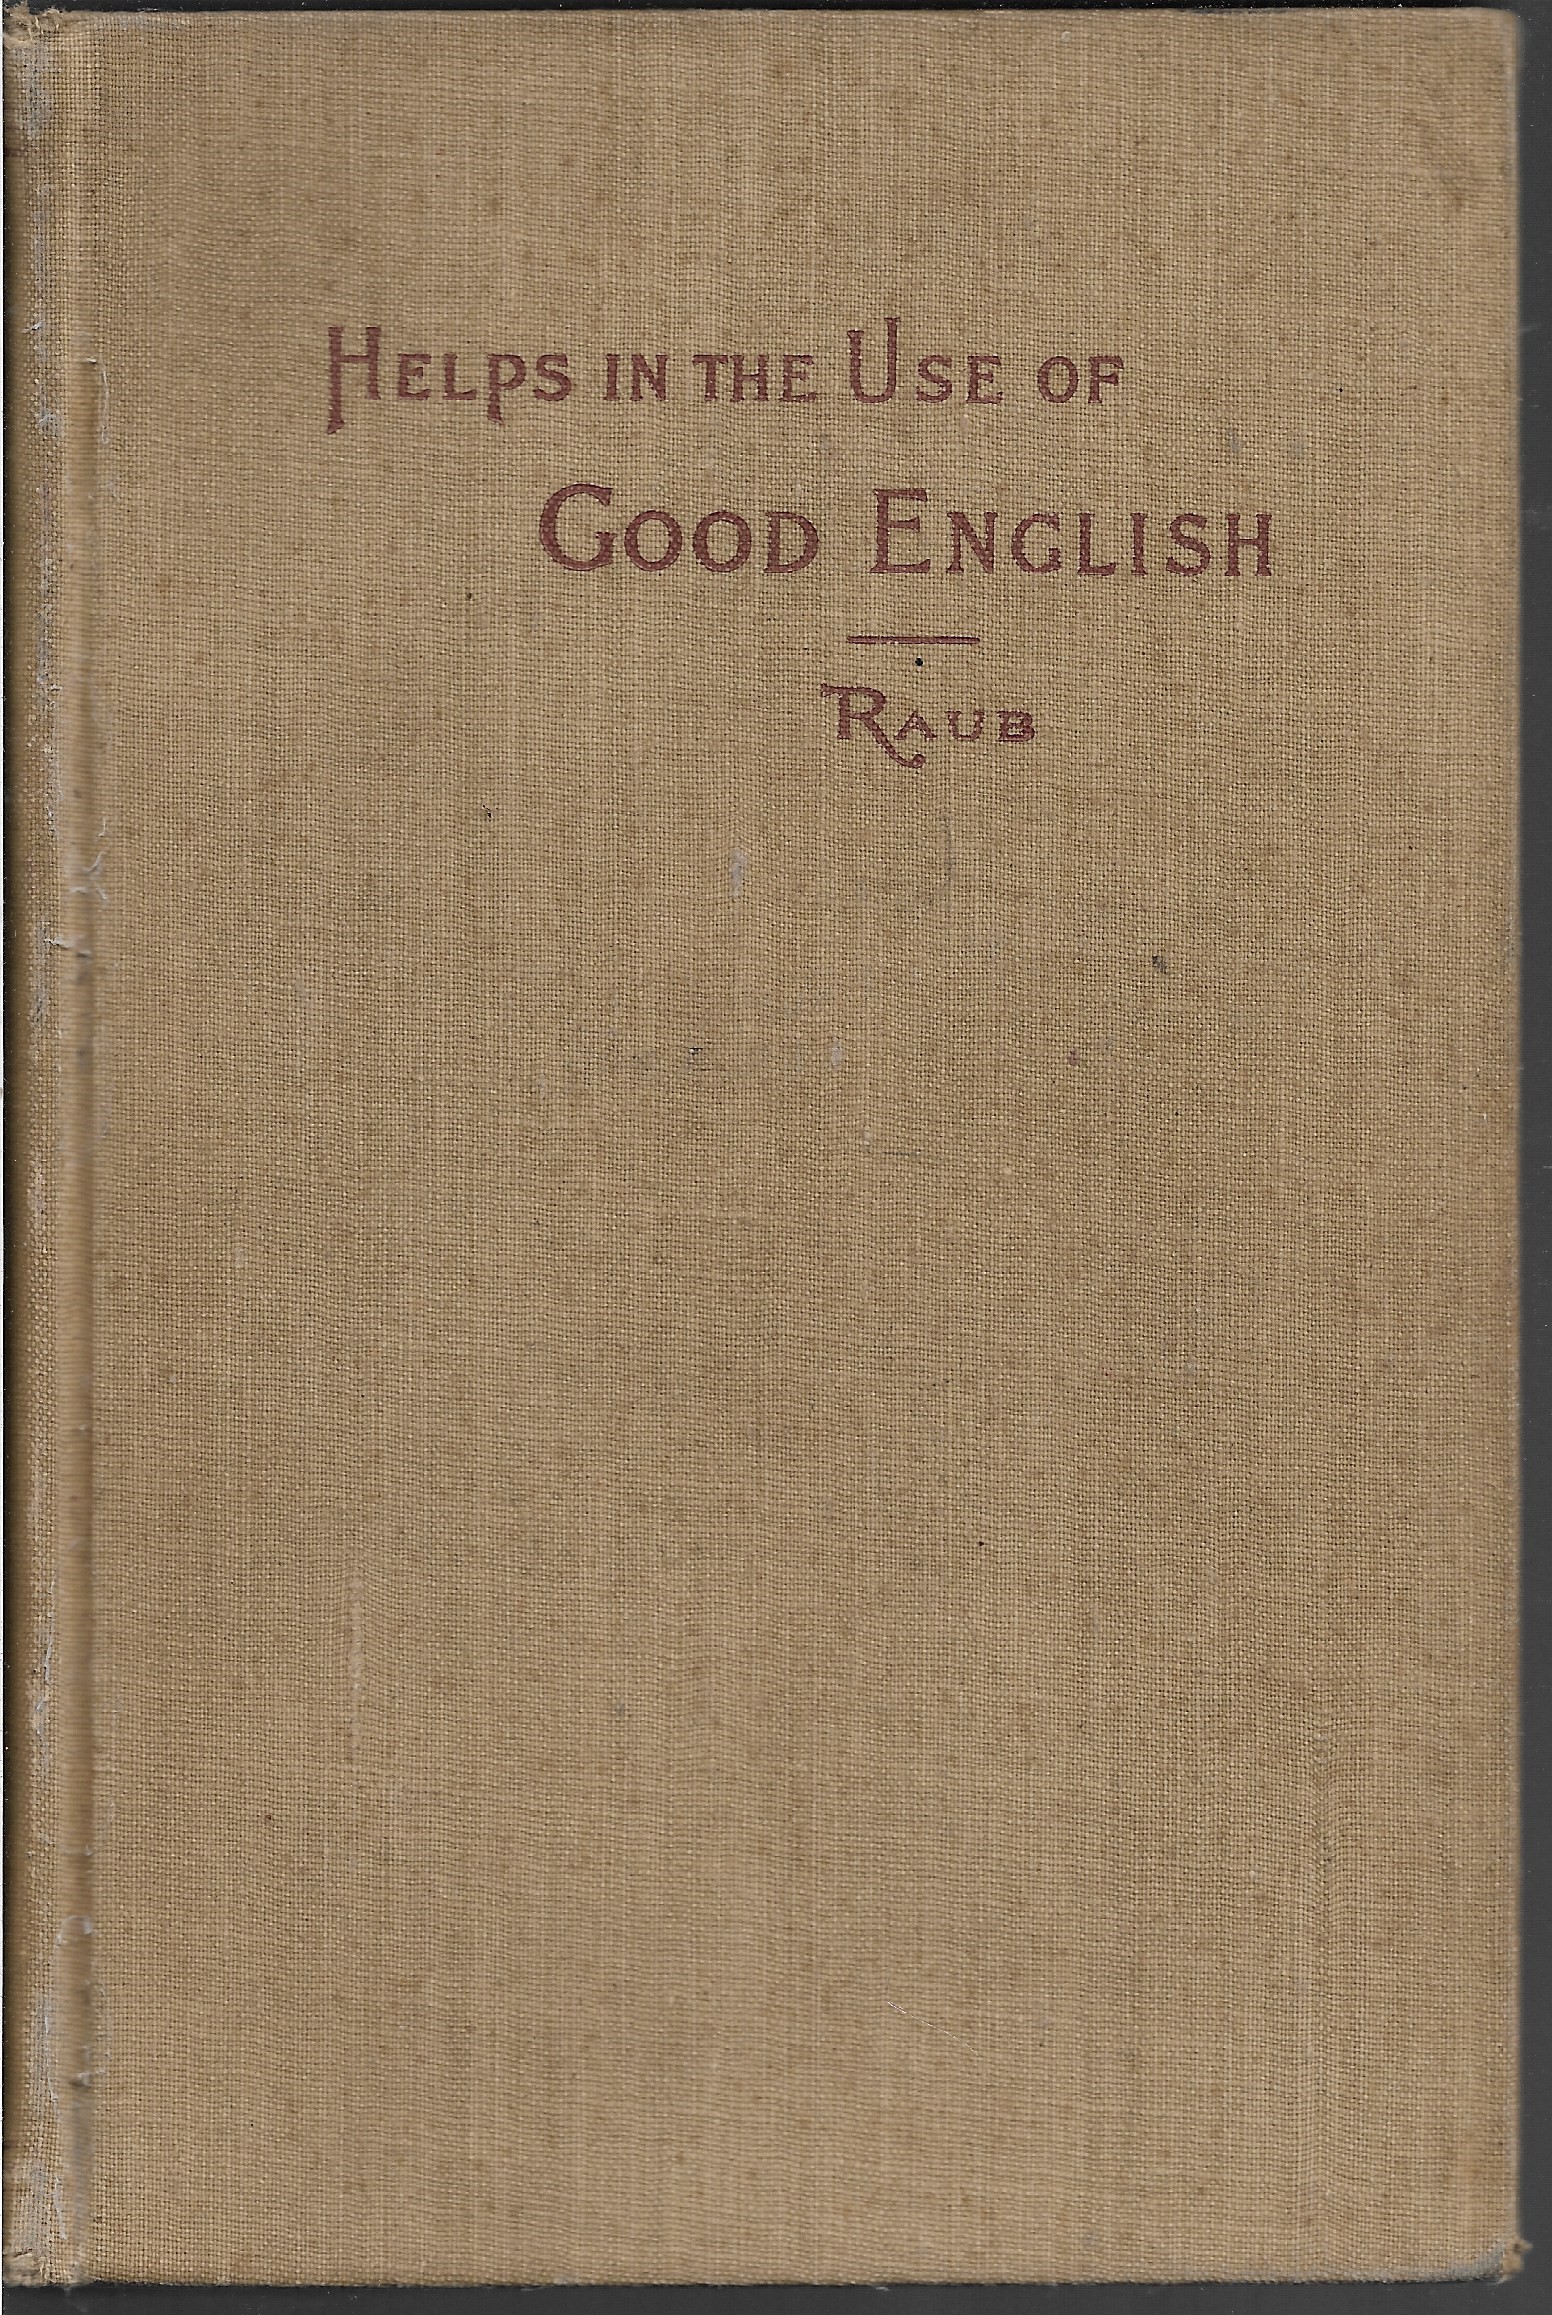 Helps in the Use of
Good English
Raub